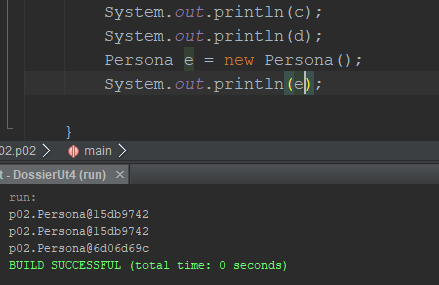 System.out.println(c);
System.out.println(d);
Persona e = new Persona();
System.out.println(e);
}
02.p02 > main >
t - DossierUt4 (run) ×
run:
p02.Persona@15db9742
p02.Persona@15db9742
p02.Persona@6d06d69c
BUILD SUCCESSFUL (total time: 0 seconds)